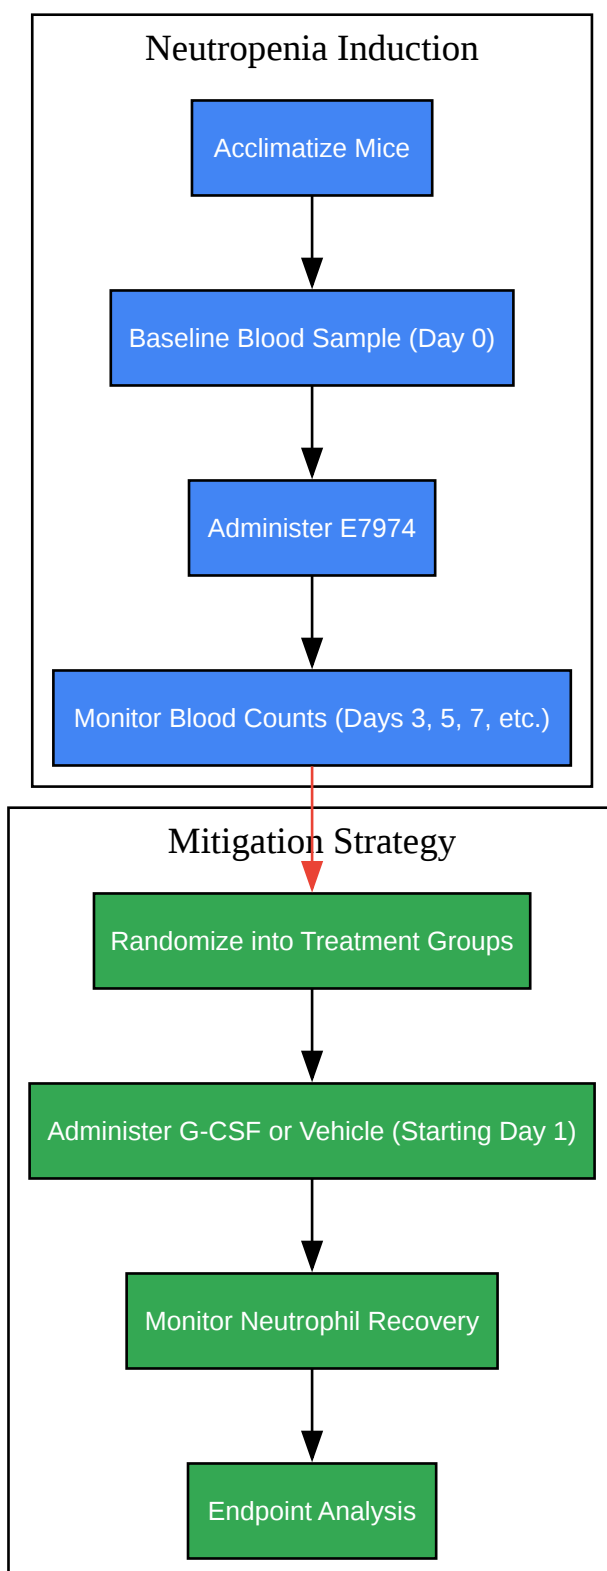 Neutropenia Induction
Acclimatize Mice
Baseline Blood Sample (Day 0)
Administer E7974
Monitor Blood Counts (Days 3, 5, 7, etc.)
Mitigation Strategy
Randomize into Treatment Groups
Administer G-CSF or Vehicle (Starting Day 1)
Monitor Neutrophil Recovery
Endpoint Analysis